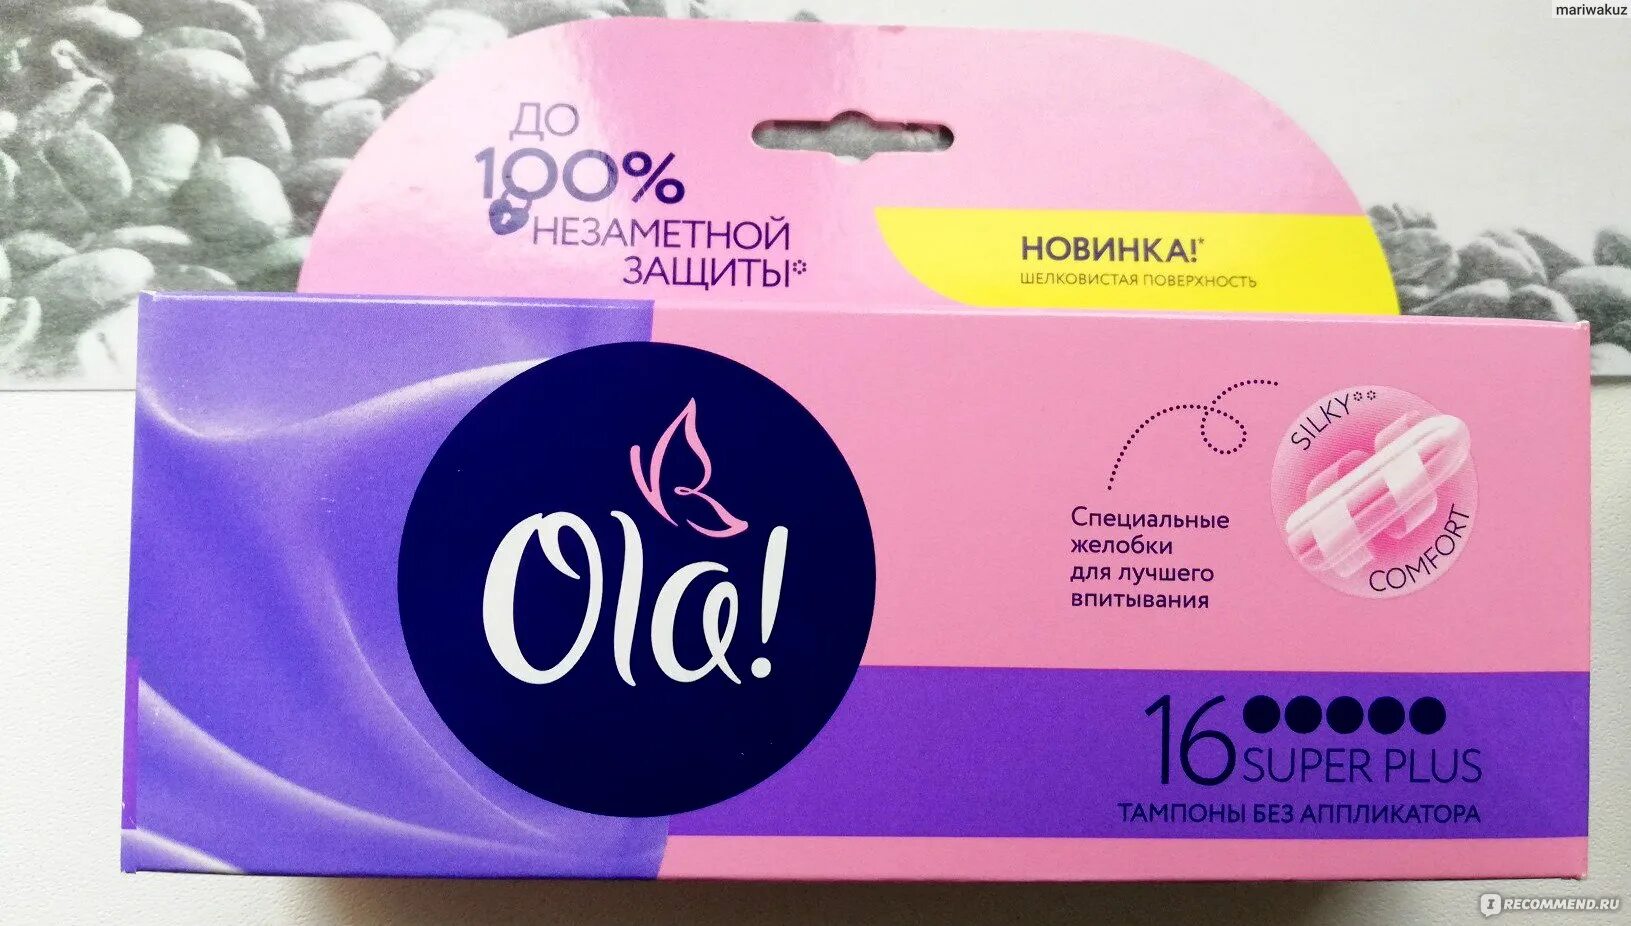 mariwakuz
ДО
100%
НЕЗАМЕТНОЙ
ЗАЩИТЫ*
НОВИНКА!*
ШЕЛКОВИСТАЯ ПОВЕРХНОСТЬ
Ola!
Специальные
желобки
для лучшего
впитывания
SILKY**
COMFORT
16
SUPER PLUS
ТАМПОНЫ БЕЗ АППЛИКАТОРА
IRECOMMEND.RU